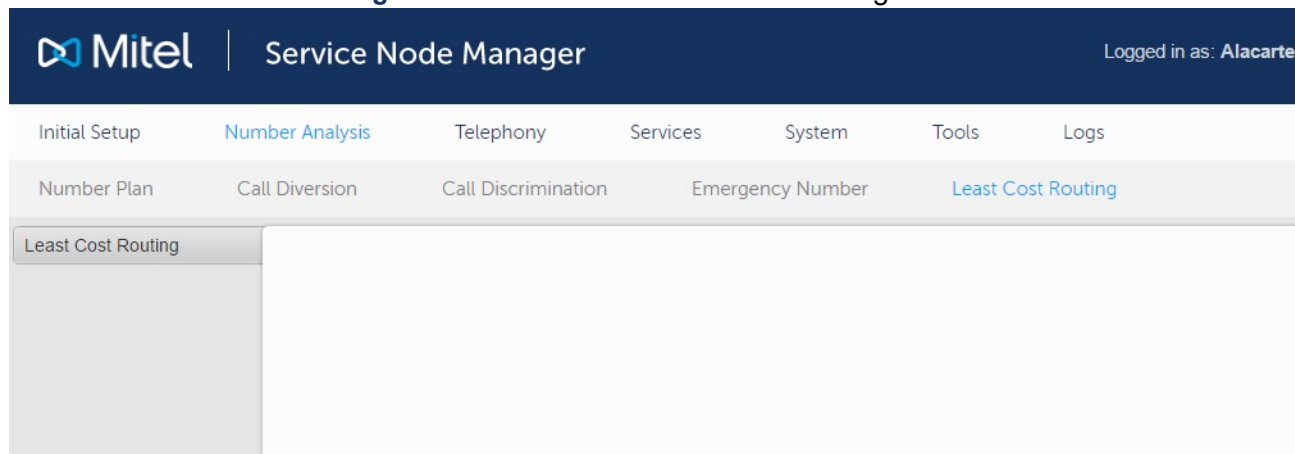 Mitel | Service Node Manager Logged in as: Alacarte
Initial Setup Number Analysis Telephony Services System Tools Logs
Number Plan Call Diversion Call Discrimination Emergency Number Least Cost Routing
Least Cost Routing